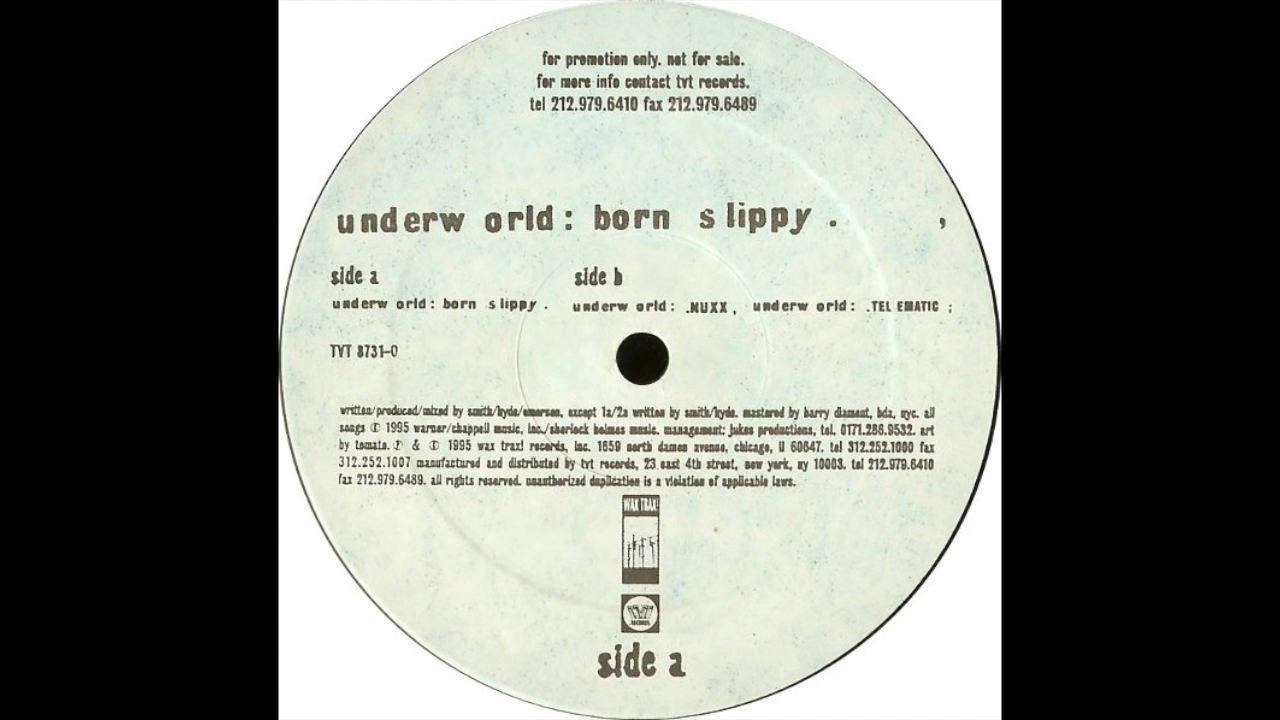 for promotion only. not for sale.
for more info contact tvt records.
tel 212.979.6410 fax 212.979.6489
underw orld: born s lippy . ,
side a side b
underw orld: born s lippy . underw orld: .NUXX , underw orld: .TEL EMATIC ;
TVT 8731-0
written/produced/mixed by smith/hyde/emerson, except 1a/2a written by smith/hyde. mastered by barry diament, bda, nyc. all
songs ℗ 1995 warner/chappell music, inc./sherlock holmes music. management: jukes productions, tel. 0171.286.9532. art
by tomato. ℗ & © 1995 wax trax! records, inc. 1659 north damen avenue, chicago, il 60647. tel 312.252.1000 fax
312.252.1007 manufactured and distributed by tvt records, 23 east 4th street, new york, ny 10003. tel 212.979.6410
fax 212.979.6489. all rights reserved. unauthorized duplication is a violation of applicable laws.
WAX TRAX!
TVT
RECORDS
side a